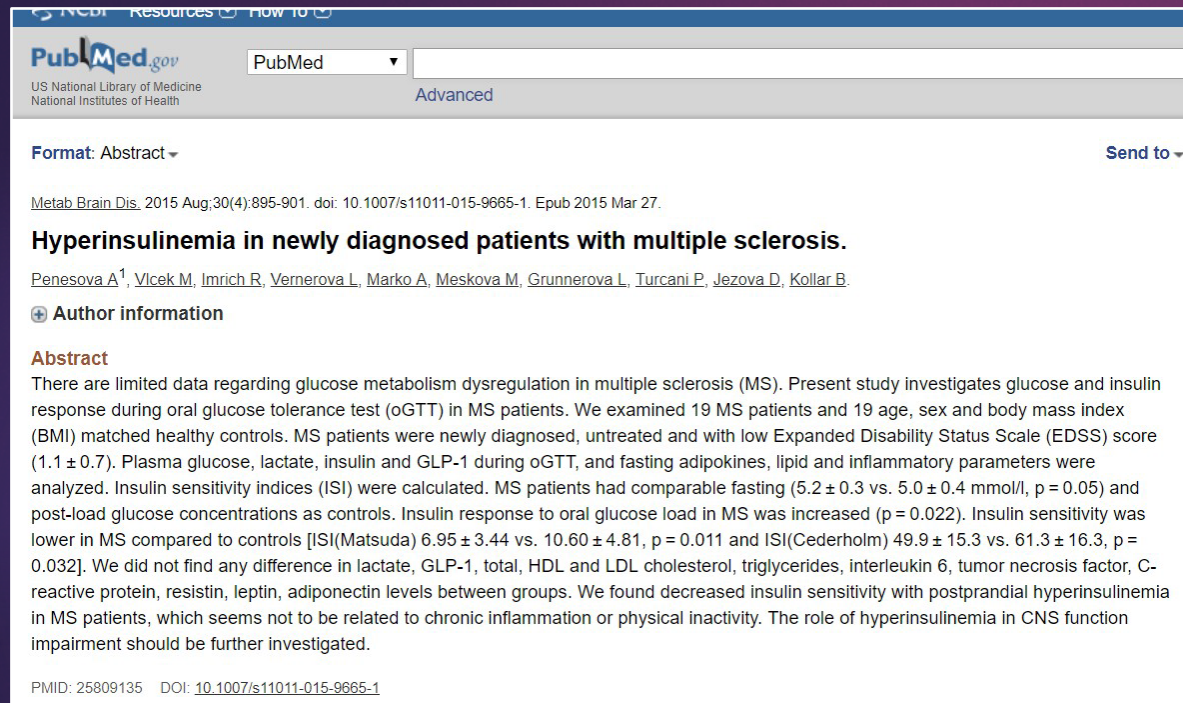 NCBI Resources How To
PubMed.gov
US National Library of Medicine
National Institutes of Health
PubMed
Advanced
Format: Abstract
Send to
Metab Brain Dis. 2015 Aug;30(4):895-901. doi: 10.1007/s11011-015-9665-1. Epub 2015 Mar 27.
Hyperinsulinemia in newly diagnosed patients with multiple sclerosis.
Penesova A1, Vlcek M, Imrich R, Vernerova L, Marko A, Meskova M, Grunnerova L, Turcani P, Jezova D, Kollar B.
Author information
Abstract
There are limited data regarding glucose metabolism dysregulation in multiple sclerosis (MS). Present study investigates glucose and insulin
response during oral glucose tolerance test (oGTT) in MS patients. We examined 19 MS patients and 19 age, sex and body mass index
(BMI) matched healthy controls. MS patients were newly diagnosed, untreated and with low Expanded Disability Status Scale (EDSS) score
(1.1 ± 0.7). Plasma glucose, lactate, insulin and GLP-1 during oGTT, and fasting adipokines, lipid and inflammatory parameters were
analyzed. Insulin sensitivity indices (ISI) were calculated. MS patients had comparable fasting (5.2 ± 0.3 vs. 5.0 ± 0.4 mmol/l, p = 0.05) and
post-load glucose concentrations as controls. Insulin response to oral glucose load in MS was increased (p = 0.022). Insulin sensitivity was
lower in MS compared to controls [ISI(Matsuda) 6.95 ± 3.44 vs. 10.60 ± 4.81, p = 0.011 and ISI(Cederholm) 49.9 ± 15.3 vs. 61.3 ± 16.3, p =
0.032]. We did not find any difference in lactate, GLP-1, total, HDL and LDL cholesterol, triglycerides, interleukin 6, tumor necrosis factor, C-
reactive protein, resistin, leptin, adiponectin levels between groups. We found decreased insulin sensitivity with postprandial hyperinsulinemia
in MS patients, which seems not to be related to chronic inflammation or physical inactivity. The role of hyperinsulinemia in CNS function
impairment should be further investigated.
PMID: 25809135 DOI: 10.1007/s11011-015-9665-1